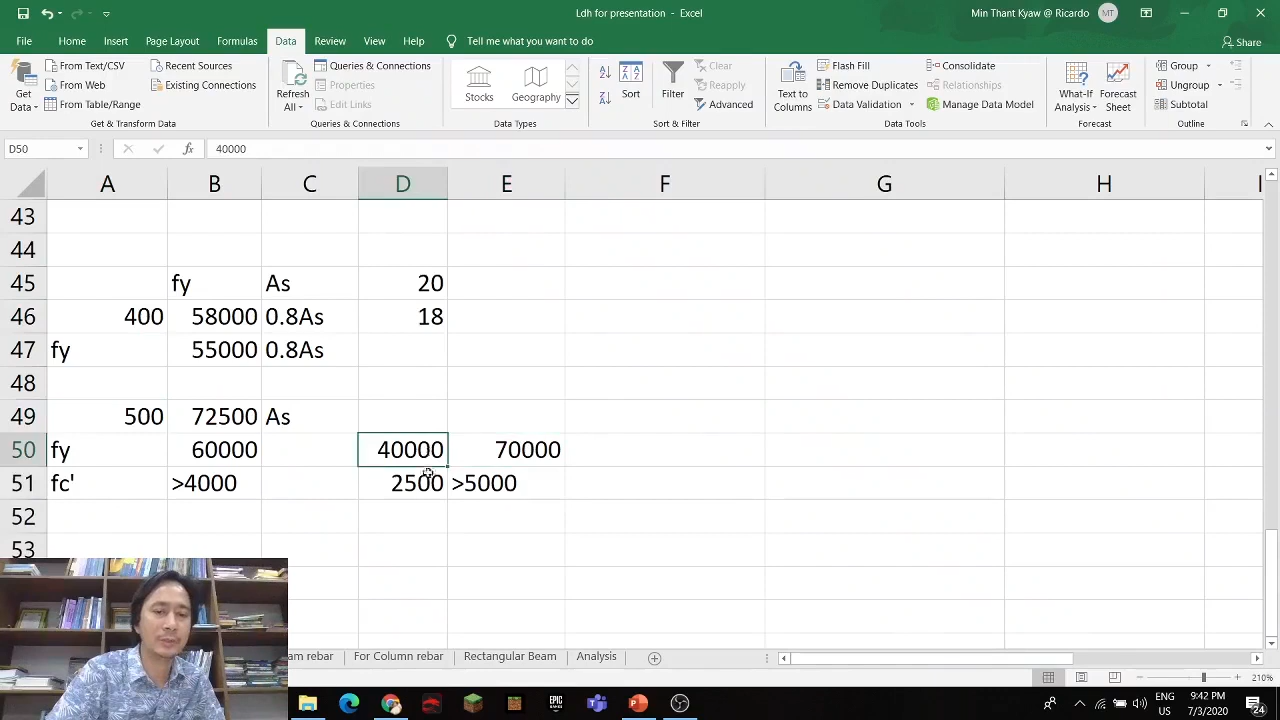 Ldh for presentation - Excel
Min Thant Kyaw @ Ricardo
MT
File Home Insert Page Layout Formulas Data Review View Help Tell me what you want to do
Share
Get Data
From Text/CSV
From Web
From Table/Range
Recent Sources
Existing Connections
Get & Transform Data
Refresh All
Queries & Connections
Properties
Edit Links
Queries & Connections
Stocks
Geography
Data Types
Sort
Filter
Clear
Reapply
Advanced
Sort & Filter
Text to Columns
Flash Fill
Remove Duplicates
Data Validation
Consolidate
Manage Data Model
Data Tools
What-If Analysis
Forecast Sheet
Forecast
Group
Ungroup
Subtotal
Outline
D50
fx
40000
A B C D E F G H I
43
44
45 fy As 20
46 400 58000 0.8As 18
47 fy 55000 0.8As
48
49 500 72500 As
50 fy 60000 40000 70000
51 fc' >4000 2500 >5000
52
53
am rebar For Column rebar Rectangular Beam Analysis
210%
EPIC GAMES
ENG
US
9:42 PM
7/3/2020
24